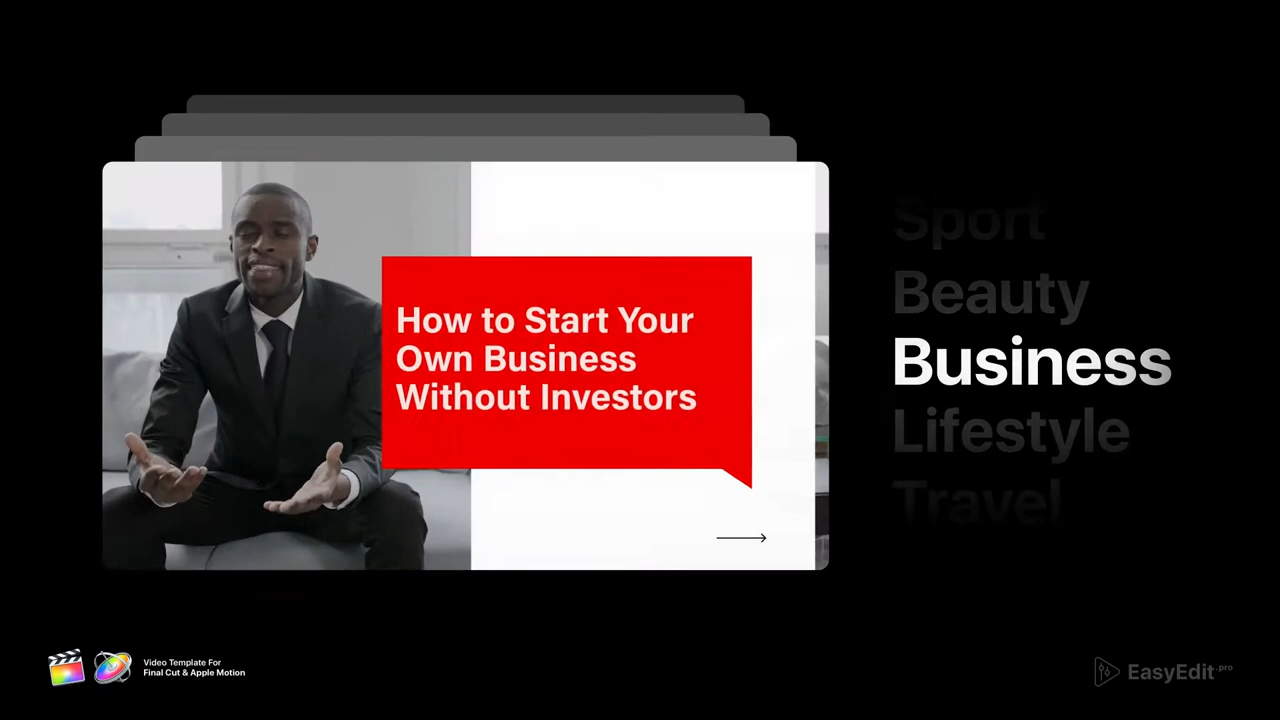 How to Start Your
Own Business
Without Investors
Sport
Beauty
Business
Lifestyle
Travel
Video Template For
Final Cut & Apple Motion
EasyEdit.pro